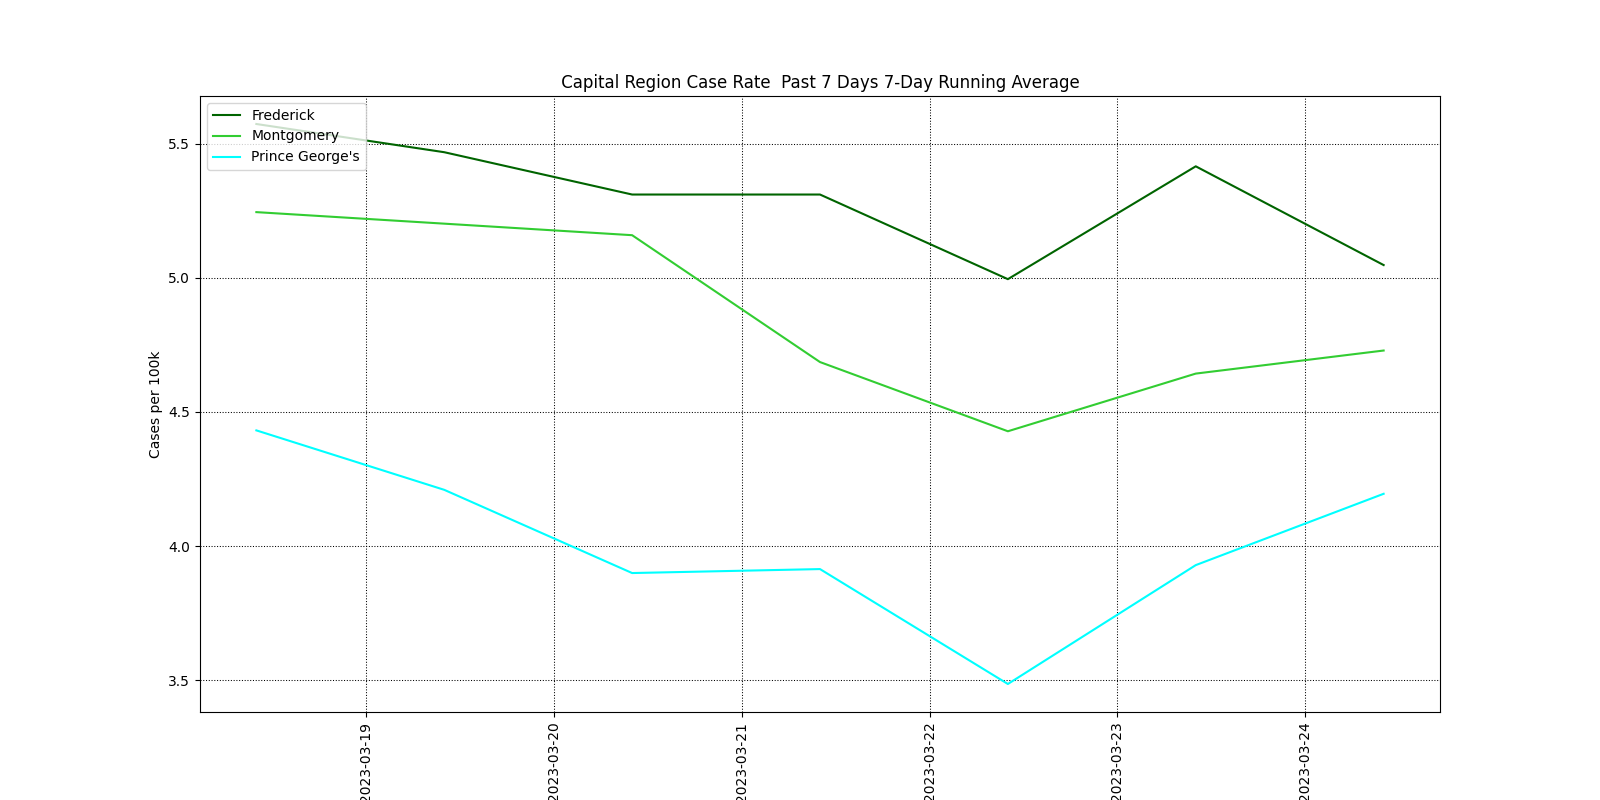 Capital Region Case Rate  Past 7 Days 7-Day Running Average
Frederick
Montgomery
Prince George's
Cases per 100k
5.5
5.0
4.5
4.0
3.5
2023-03-19
2023-03-20
2023-03-21
2023-03-22
2023-03-23
2023-03-24